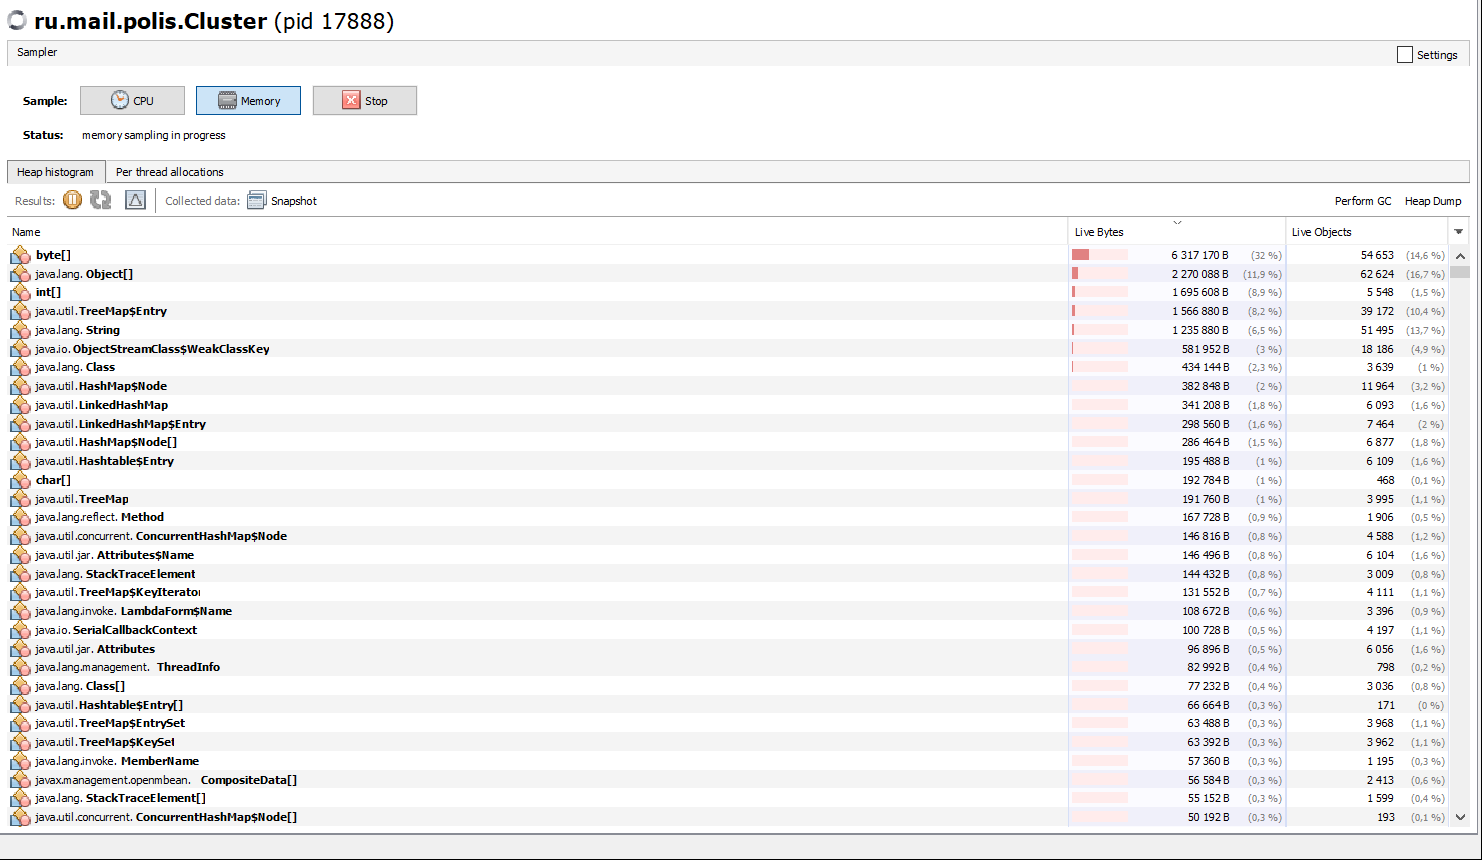 ru.mail.polis.Cluster (pid 17888)
Sampler Settings
Sample: CPU Memory Stop
Status: memory sampling in progress
Heap histogram Per thread allocations
Results: Collected data: Snapshot Perform GC Heap Dump
Name Live Bytes Live Objects
byte[] 6 317 170 B (32 %) 54 653 (14,6 %)
java.lang.Object[] 2 270 088 B (11,9 %) 62 624 (16,7 %)
int[] 1 695 608 B (8,9 %) 5 548 (1,5 %)
java.util.TreeMap$Entry 1 566 880 B (8,2 %) 39 172 (10,4 %)
java.lang.String 1 235 880 B (6,5 %) 51 495 (13,7 %)
java.io.ObjectStreamClass$WeakClassKey 581 952 B (3 %) 18 186 (4,9 %)
java.lang.Class 434 144 B (2,3 %) 3 639 (1 %)
java.util.HashMap$Node 382 848 B (2 %) 11 964 (3,2 %)
java.util.LinkedHashMap 341 208 B (1,8 %) 6 093 (1,6 %)
java.util.LinkedHashMap$Entry 298 560 B (1,6 %) 7 464 (2 %)
java.util.HashMap$Node[] 286 464 B (1,5 %) 6 877 (1,8 %)
java.util.Hashtable$Entry 195 488 B (1 %) 6 109 (1,6 %)
char[] 192 784 B (1 %) 468 (0,1 %)
java.util.TreeMap 191 760 B (1 %) 3 995 (1,1 %)
java.lang.reflect.Method 167 728 B (0,9 %) 1 906 (0,5 %)
java.util.concurrent.ConcurrentHashMap$Node 146 816 B (0,8 %) 4 588 (1,2 %)
java.util.jar.Attributes$Name 146 496 B (0,8 %) 6 104 (1,6 %)
java.lang.StackTraceElement 144 432 B (0,8 %) 3 009 (0,8 %)
java.util.TreeMap$KeyIterator 131 552 B (0,7 %) 4 111 (1,1 %)
java.lang.invoke.LambdaForm$Name 108 672 B (0,6 %) 3 396 (0,9 %)
java.io.SerialCallbackContext 100 728 B (0,5 %) 4 197 (1,1 %)
java.util.jar.Attributes 96 896 B (0,5 %) 6 056 (1,6 %)
java.lang.management.ThreadInfo 82 992 B (0,4 %) 798 (0,2 %)
java.lang.Class[] 77 232 B (0,4 %) 3 036 (0,8 %)
java.util.Hashtable$Entry[] 66 664 B (0,3 %) 171 (0 %)
java.util.TreeMap$EntrySet 63 488 B (0,3 %) 3 968 (1,1 %)
java.util.TreeMap$KeySet 63 392 B (0,3 %) 3 962 (1,1 %)
java.lang.invoke.MemberName 57 360 B (0,3 %) 1 195 (0,3 %)
javax.management.openmbean.CompositeData[] 56 584 B (0,3 %) 2 413 (0,6 %)
java.lang.StackTraceElement[] 55 152 B (0,3 %) 1 599 (0,4 %)
java.util.concurrent.ConcurrentHashMap$Node[] 50 192 B (0,3 %) 193 (0,1 %)